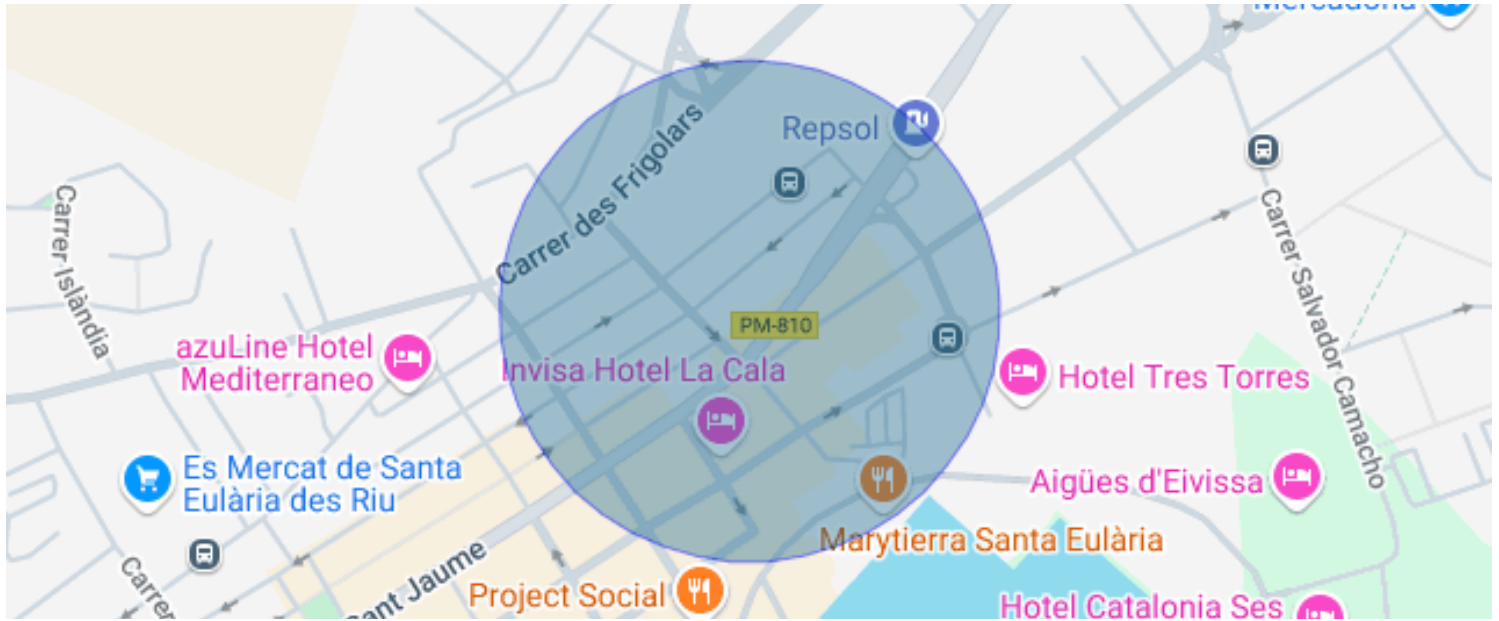 Mercadona
Repsol
Carrer des Frigolars
Carrer Islàndia
Carrer Salvador Camacho
PM-810
azuLine Hotel
Mediterraneo
Invisa Hotel La Cala
Hotel Tres Torres
Es Mercat de Santa
Eulària des Riu
Aigües d'Eivissa
Marytierra Santa Eulària
Carrer
Sant Jaume
Project Social
Hotel Catalonia Ses